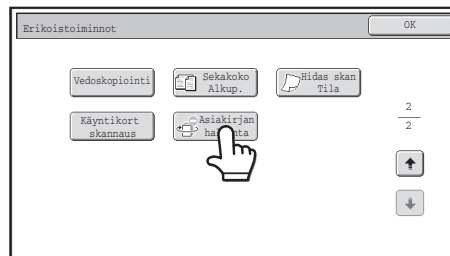 Erikoistoiminnot
OK
Vedoskopiointi
Sekakoko
Alkup.
Hidas skan
Tila
Käyntikort
skannaus
Asiakirjan
2
2